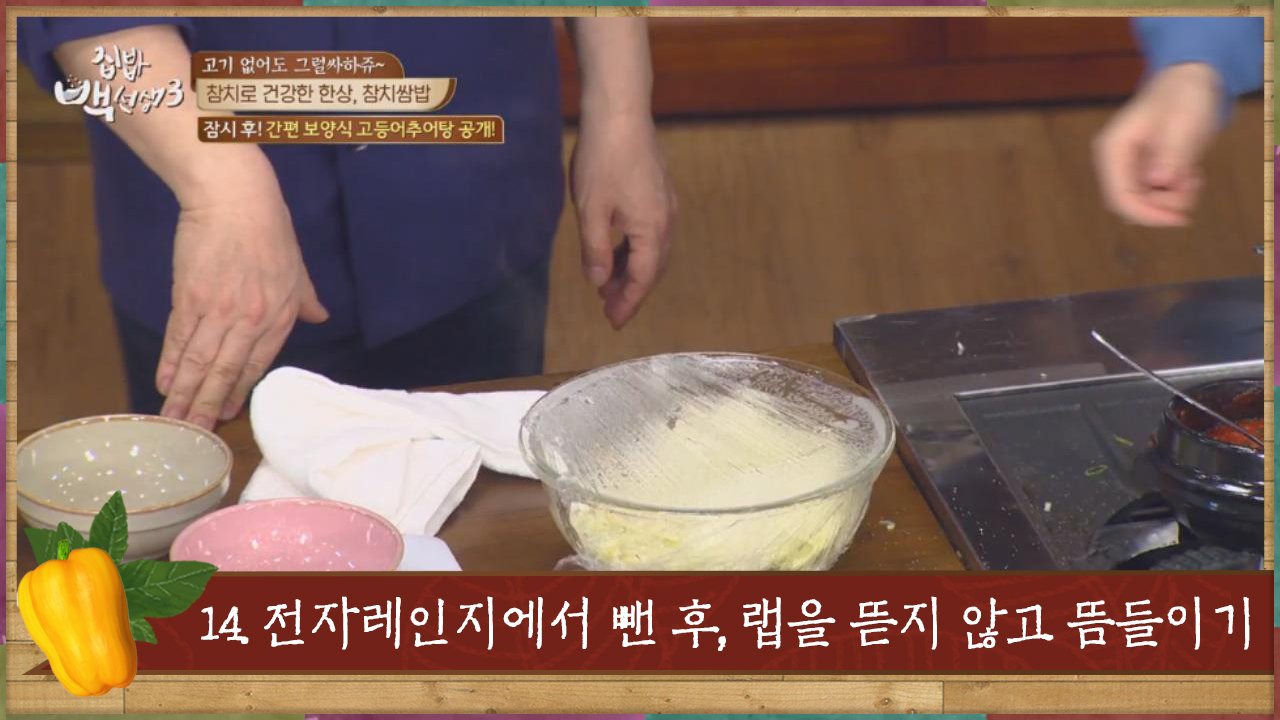 집밥
백선생3
고기 없어도 그럴싸하쥬~
참치로 건강한 한상, 참치쌈밥
잠시 후! 간편 보양식 고등어추어탕 공개!
14. 전자레인지에서 뺀 후, 랩을 뜯지 않고 뜸들이기